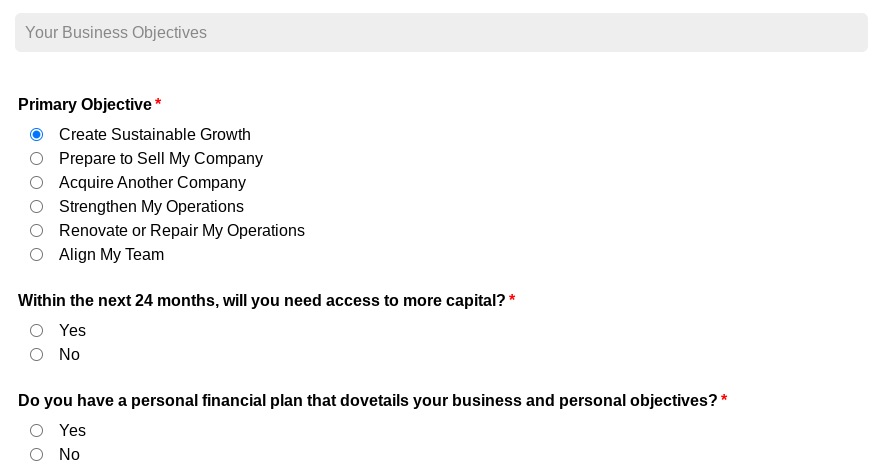 Your Business Objectives
Primary Objective *
Create Sustainable Growth
Prepare to Sell My Company
Acquire Another Company
Strengthen My Operations
Renovate or Repair My Operations
Align My Team
Within the next 24 months, will you need access to more capital? *
Yes
No
Do you have a personal financial plan that dovetails your business and personal objectives? *
Yes
No